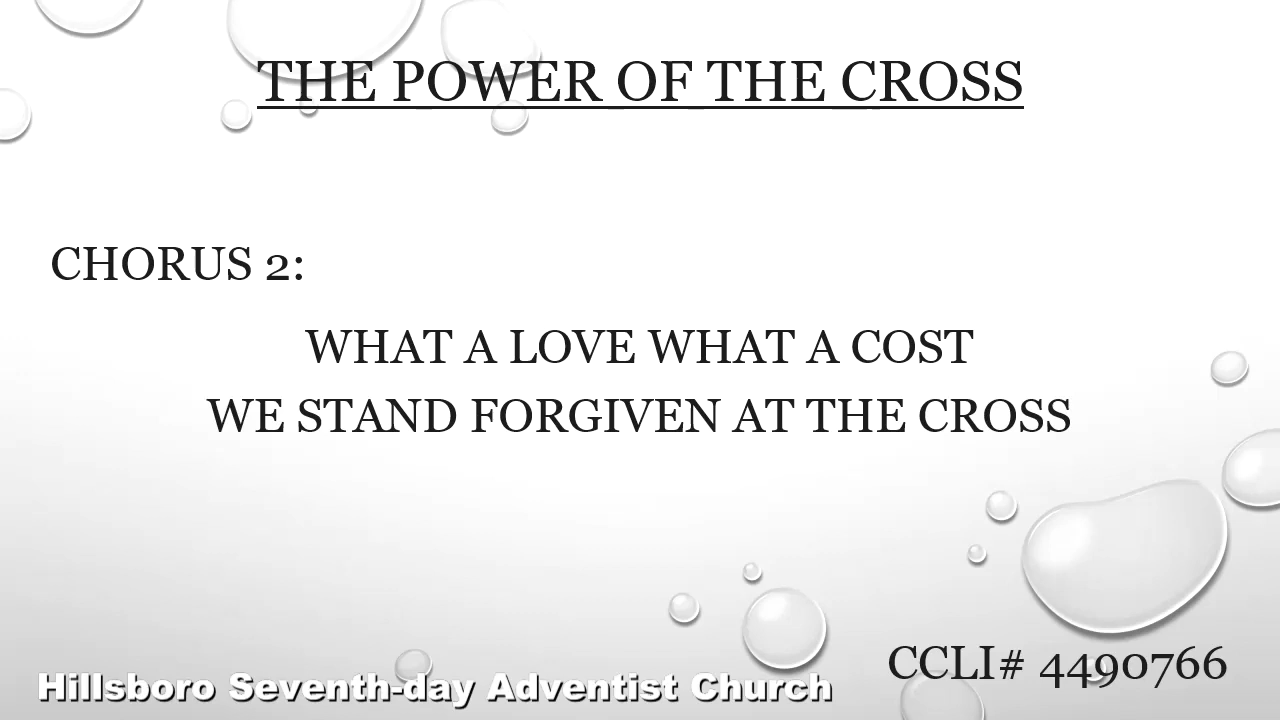 THE POWER OF THE CROSS
CHORUS 2:
WHAT A LOVE WHAT A COST
WE STAND FORGIVEN AT THE CROSS
CCLI# 4490766
Hillsboro Seventh-day Adventist Church